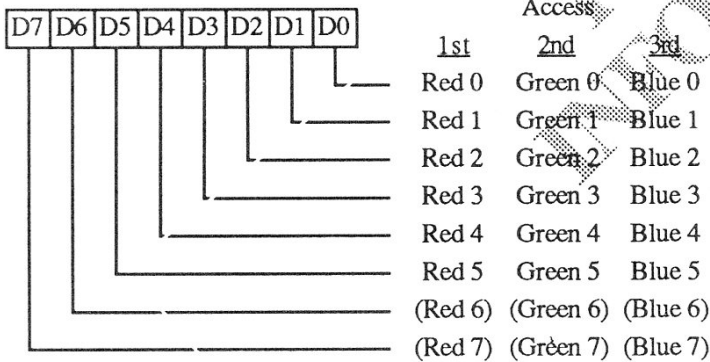 Access
D7 D6 D5 D4 D3 D2 D1 D0
1st 2nd 3rd
Red 0 Green 0 Blue 0
Red 1 Green 1 Blue 1
Red 2 Green 2 Blue 2
Red 3 Green 3 Blue 3
Red 4 Green 4 Blue 4
Red 5 Green 5 Blue 5
(Red 6) (Green 6) (Blue 6)
(Red 7) (Green 7) (Blue 7)